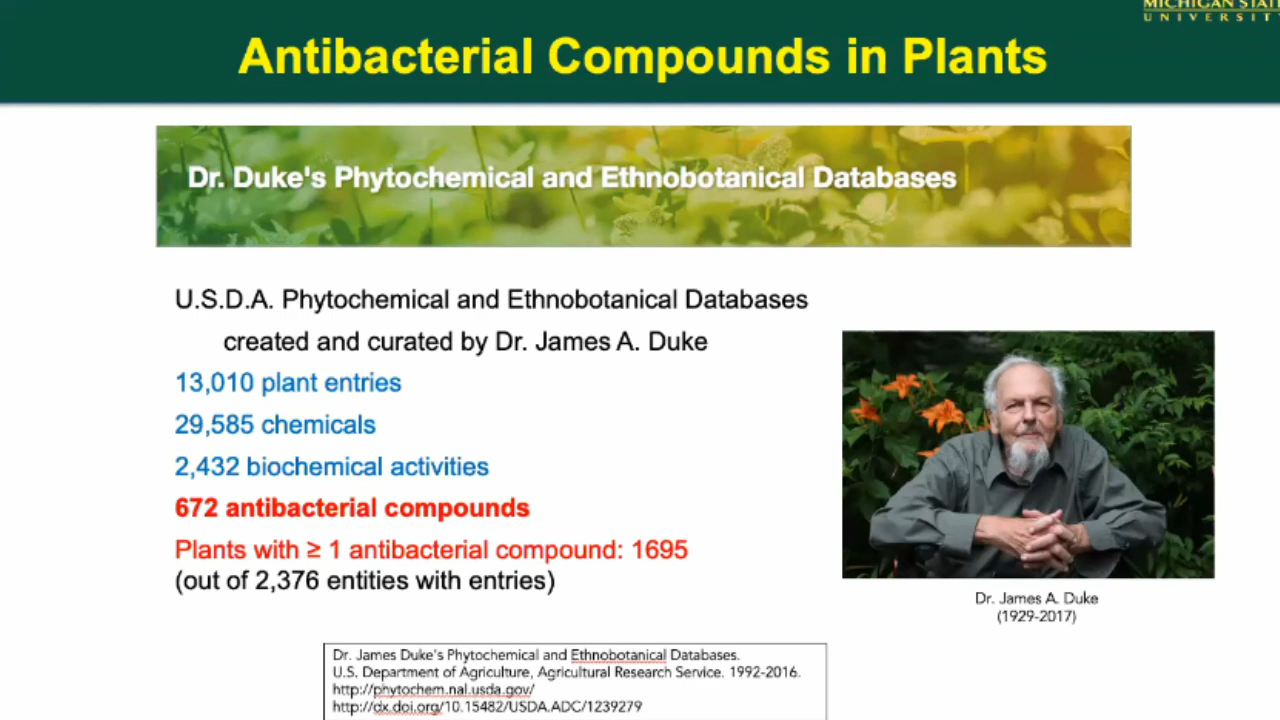 MICHIGAN STATE
UNIVERSITY
Antibacterial Compounds in Plants
Dr. Duke's Phytochemical and Ethnobotanical Databases
U.S.D.A. Phytochemical and Ethnobotanical Databases
created and curated by Dr. James A. Duke
13,010 plant entries
29,585 chemicals
2,432 biochemical activities
672 antibacterial compounds
Plants with ≥ 1 antibacterial compound: 1695
(out of 2,376 entities with entries)
Dr. James A. Duke
(1929-2017)
Dr. James Duke's Phytochemical and Ethnobotanical Databases.
U.S. Department of Agriculture, Agricultural Research Service. 1992-2016.
http://phytochem.nal.usda.gov/
http://dx.doi.org/10.15482/USDA.ADC/1239279